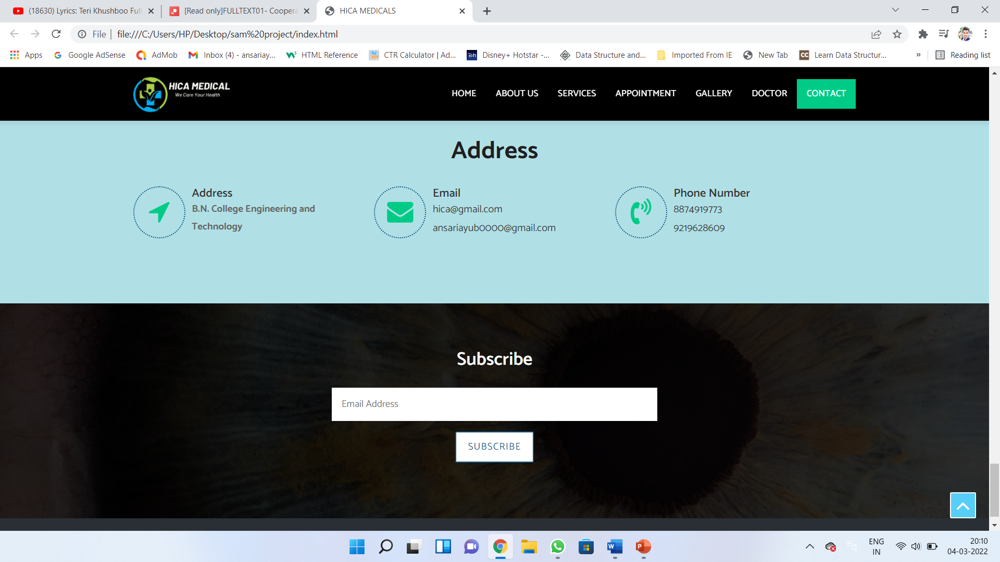 (18630) Lyrics: Teri Khushboo Full
[Read only]FULLTEXT01- Coopera
HICA MEDICALS
File
file:///C:/Users/HP/Desktop/sam%20project/index.html
Apps
Google AdSense
AdMob
Inbox (4) - ansariay...
HTML Reference
CTR Calculator | Ad...
Disney+ Hotstar -...
Data Structure and...
Imported From IE
New Tab
Learn Data Structur...
»
Reading list
HICA MEDICAL
We Care Your Health
HOME
ABOUT US
SERVICES
APPOINTMENT
GALLERY
DOCTOR
CONTACT
Address
Address
B.N. College Engineering and
Technology
Email
hica@gmail.com
ansariayub0000@gmail.com
Phone Number
8874919773
9219628609
Subscribe
Email Address
SUBSCRIBE
ENG
IN
20:10
04-03-2022